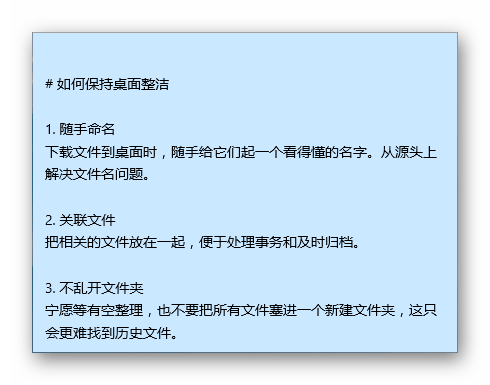 # 如何保持桌面整洁
1. 随手命名
下载文件到桌面时，随手给它们起一个看得懂的名字。从源头上
解决文件名问题。
2. 关联文件
把相关的文件放在一起，便于处理事务和及时归档。
3. 不乱开文件夹
宁愿等有空整理，也不要把所有文件塞进一个新建文件夹，这只
会更难找到历史文件。